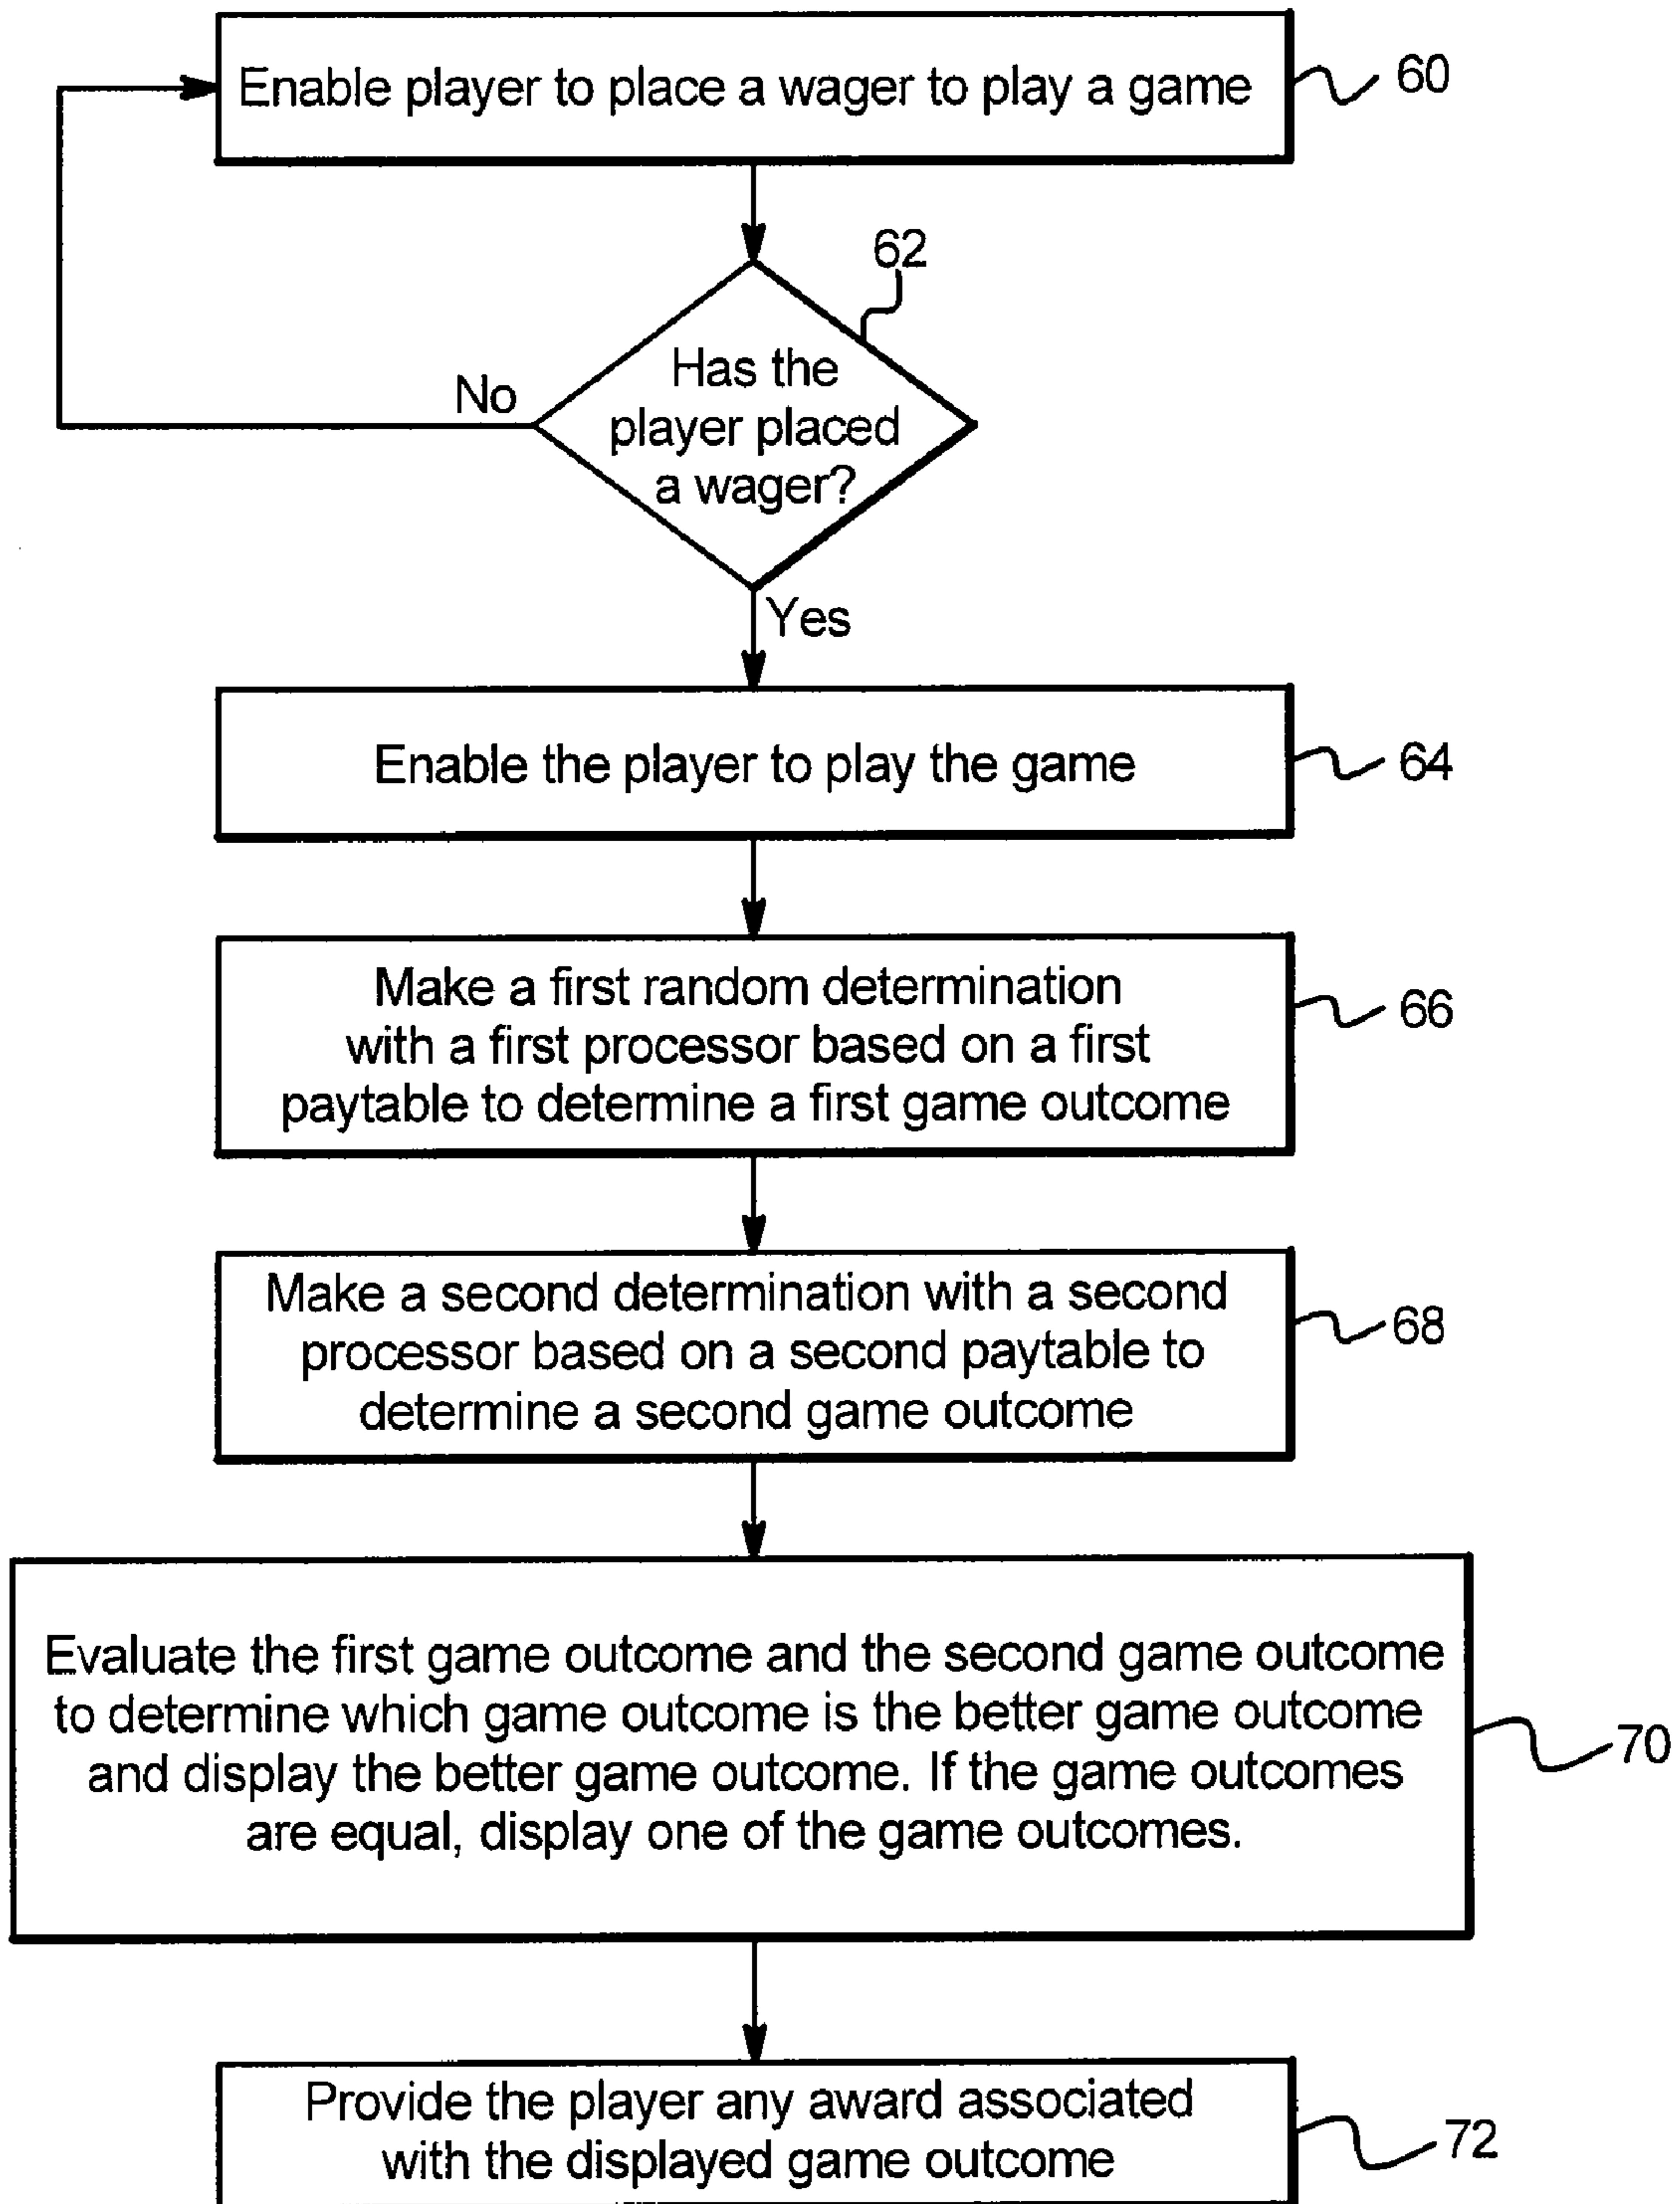 Enable player to place a wager to play a game
60
62
Has the
player placed
a wager?
No
Yes
Enable the player to play the game
64
Make a first random determination
with a first processor based on a first
paytable to determine a first game outcome
66
Make a second determination with a second
processor based on a second paytable to
determine a second game outcome
68
Evaluate the first game outcome and the second game outcome
to determine which game outcome is the better game outcome
and display the better game outcome. If the game outcomes
are equal, display one of the game outcomes.
70
Provide the player any award associated
with the displayed game outcome
72